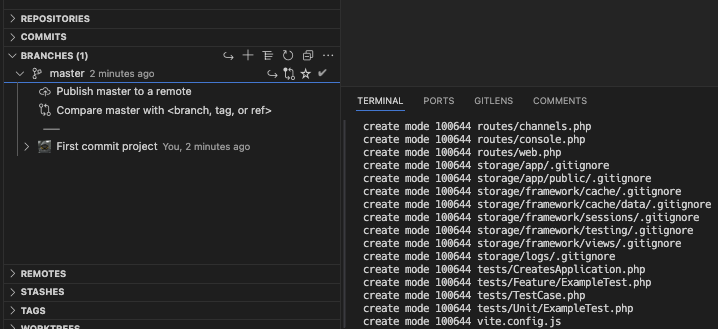 REPOSITORIES
COMMITS
BRANCHES (1)
master 2 minutes ago
Publish master to a remote
Compare master with <branch, tag, or ref>
First commit project You, 2 minutes ago
REMOTES
STASHES
TAGS
WORKTREES
TERMINAL PORTS GITLENS COMMENTS
create mode 100644 routes/channels.php
create mode 100644 routes/console.php
create mode 100644 routes/web.php
create mode 100644 storage/app/.gitignore
create mode 100644 storage/app/public/.gitignore
create mode 100644 storage/framework/cache/.gitignore
create mode 100644 storage/framework/cache/data/.gitignore
create mode 100644 storage/framework/sessions/.gitignore
create mode 100644 storage/framework/testing/.gitignore
create mode 100644 storage/framework/views/.gitignore
create mode 100644 storage/logs/.gitignore
create mode 100644 tests/CreatesApplication.php
create mode 100644 tests/Feature/ExampleTest.php
create mode 100644 tests/TestCase.php
create mode 100644 tests/Unit/ExampleTest.php
create mode 100644 vite.config.js